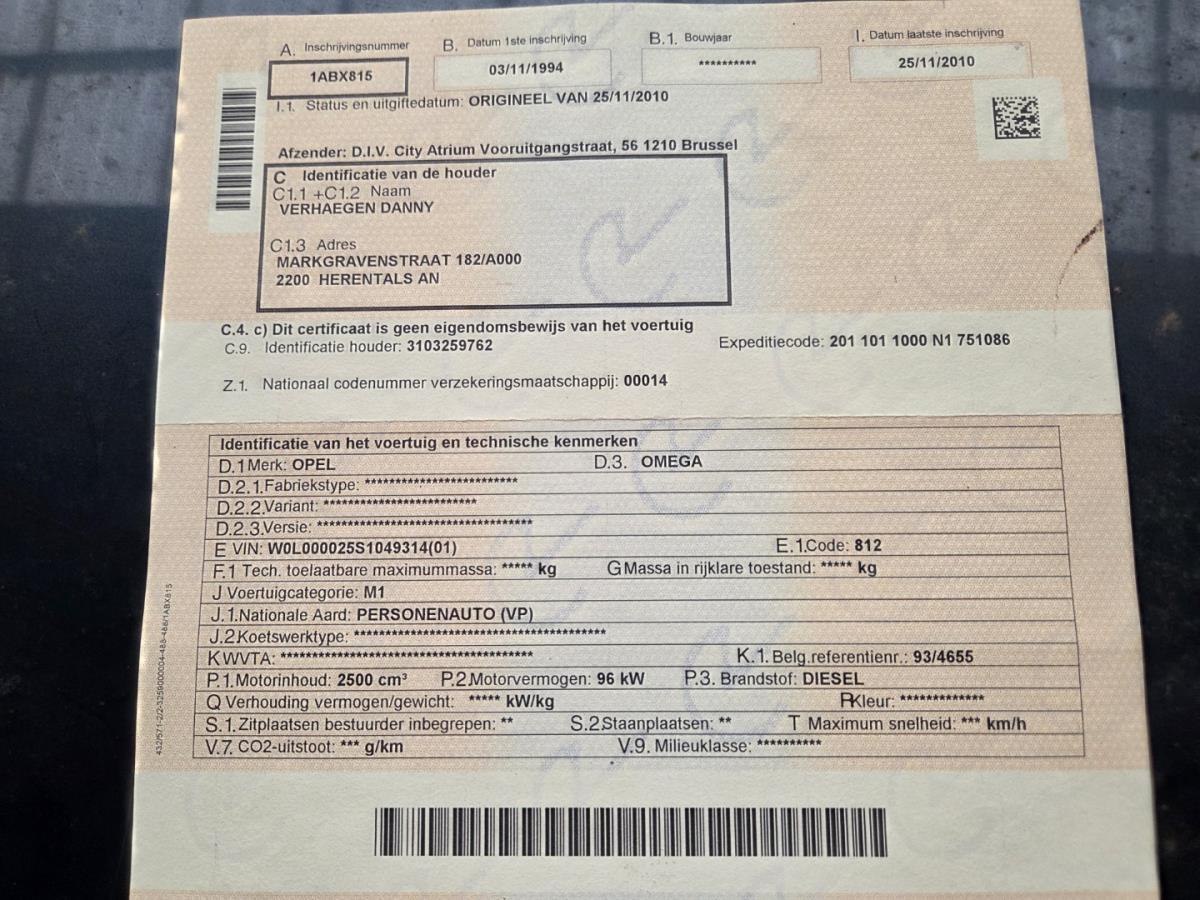 A. Inschrijvingsnummer B. Datum 1ste inschrijving B.1. Bouwjaar I. Datum laatste inschrijving
1ABX815 03/11/1994 ********** 25/11/2010
I.1. Status en uitgiftedatum: ORIGINEEL VAN 25/11/2010
Afzender: D.I.V. City Atrium Vooruitgangstraat, 56 1210 Brussel
C Identificatie van de houder
C1.1 +C1.2 Naam
VERHAEGEN DANNY
C1.3 Adres
MARKGRAVENSTRAAT 182/A000
2200 HERENTALS AN
C.4. c) Dit certificaat is geen eigendomsbewijs van het voertuig
C.9. Identificatie houder: 3103259762 Expeditiecode: 201 101 1000 N1 751086
Z.1. Nationaal codenummer verzekeringsmaatschappij: 00014
Identificatie van het voertuig en technische kenmerken
D.1 Merk: OPEL D.3. OMEGA
D.2.1.Fabriekstype: *************************
D.2.2.Variant: *************************
D.2.3.Versie: ***********************************
E VIN: W0L000025S1049314(01) E.1.Code: 812
F.1 Tech. toelaatbare maximummassa: ***** kg G Massa in rijklare toestand: ***** kg
J Voertuigcategorie: M1
J.1.Nationale Aard: PERSONENAUTO (VP)
J.2 Koetswerktype: *****************************************
K WVTA: ***************************************** K.1. Belg.referentienr.: 93/4655
P.1.Motorinhoud: 2500 cm³ P.2.Motorvermogen: 96 kW P.3. Brandstof: DIESEL
Q Verhouding vermogen/gewicht: ***** kW/kg R Kleur: *************
S.1.Zitplaatsen bestuurder inbegrepen: ** S.2 Staanplaatsen: ** T Maximum snelheid: *** km/h
V.7. CO2-uitstoot: *** g/km V.9. Milieuklasse: **********